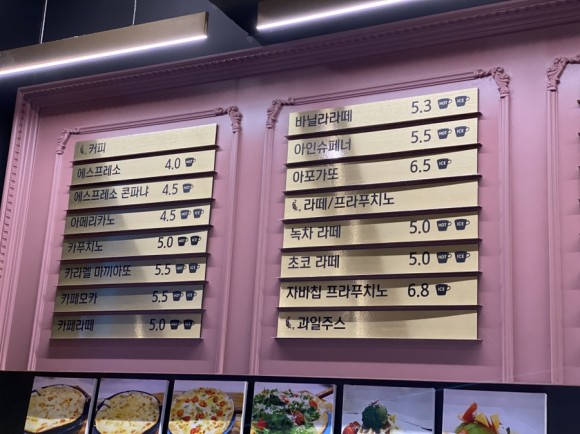 커피
에스프레소 4.0 HOT
에스프레소 콘파냐 4.5 HOT
아메리카노 4.5 HOT ICE
카푸치노 5.0 HOT ICE
카라멜 마끼아또 5.5 HOT ICE
카페모카 5.5 HOT ICE
카페라떼 5.0 HOT ICE
바닐라라떼 5.3 HOT ICE
아인슈페너 5.5 HOT ICE
아포가또 6.5 ICE
라떼/프라푸치노
녹차 라떼 5.0 HOT ICE
초코 라떼 5.0 HOT ICE
자바칩 프라푸치노 6.8 ICE
과일주스